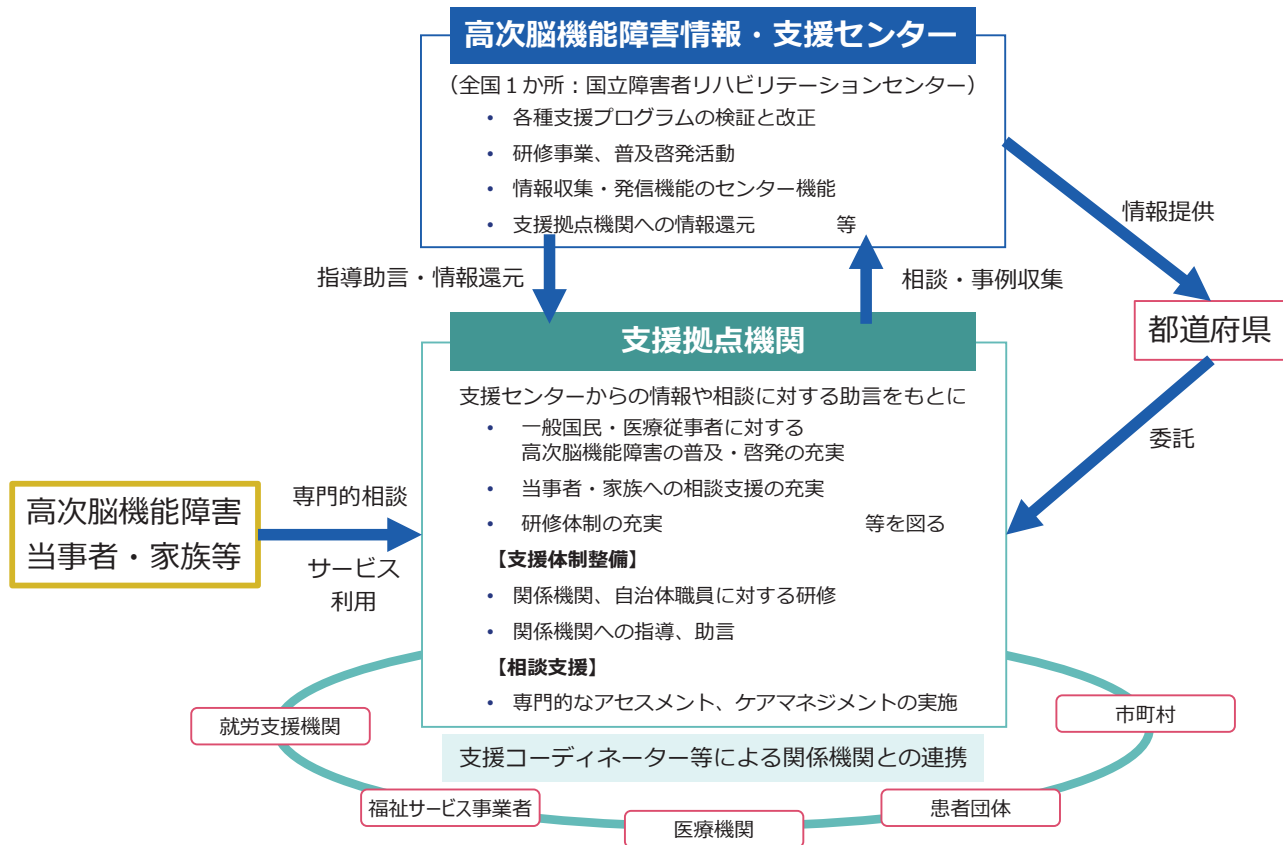 高次脳機能障害情報・支援センター
（全国１か所：国立障害者リハビリテーションセンター）
• 各種支援プログラムの検証と改正
• 研修事業、普及啓発活動
• 情報収集・発信機能のセンター機能
• 支援拠点機関への情報還元 等
情報提供
指導助言・情報還元
相談・事例収集
都道府県
支援拠点機関
支援センターからの情報や相談に対する助言をもとに
• 一般国民・医療従事者に対する
高次脳機能障害の普及・啓発の充実
委託
• 当事者・家族への相談支援の充実
• 研修体制の充実 等を図る
専門的相談
高次脳機能障害
当事者・家族等
サービス
利用
【支援体制整備】
• 関係機関、自治体職員に対する研修
• 関係機関への指導、助言
【相談支援】
• 専門的なアセスメント、ケアマネジメントの実施
就労支援機関
市町村
支援コーディネーター等による関係機関との連携
福祉サービス事業者
医療機関
患者団体